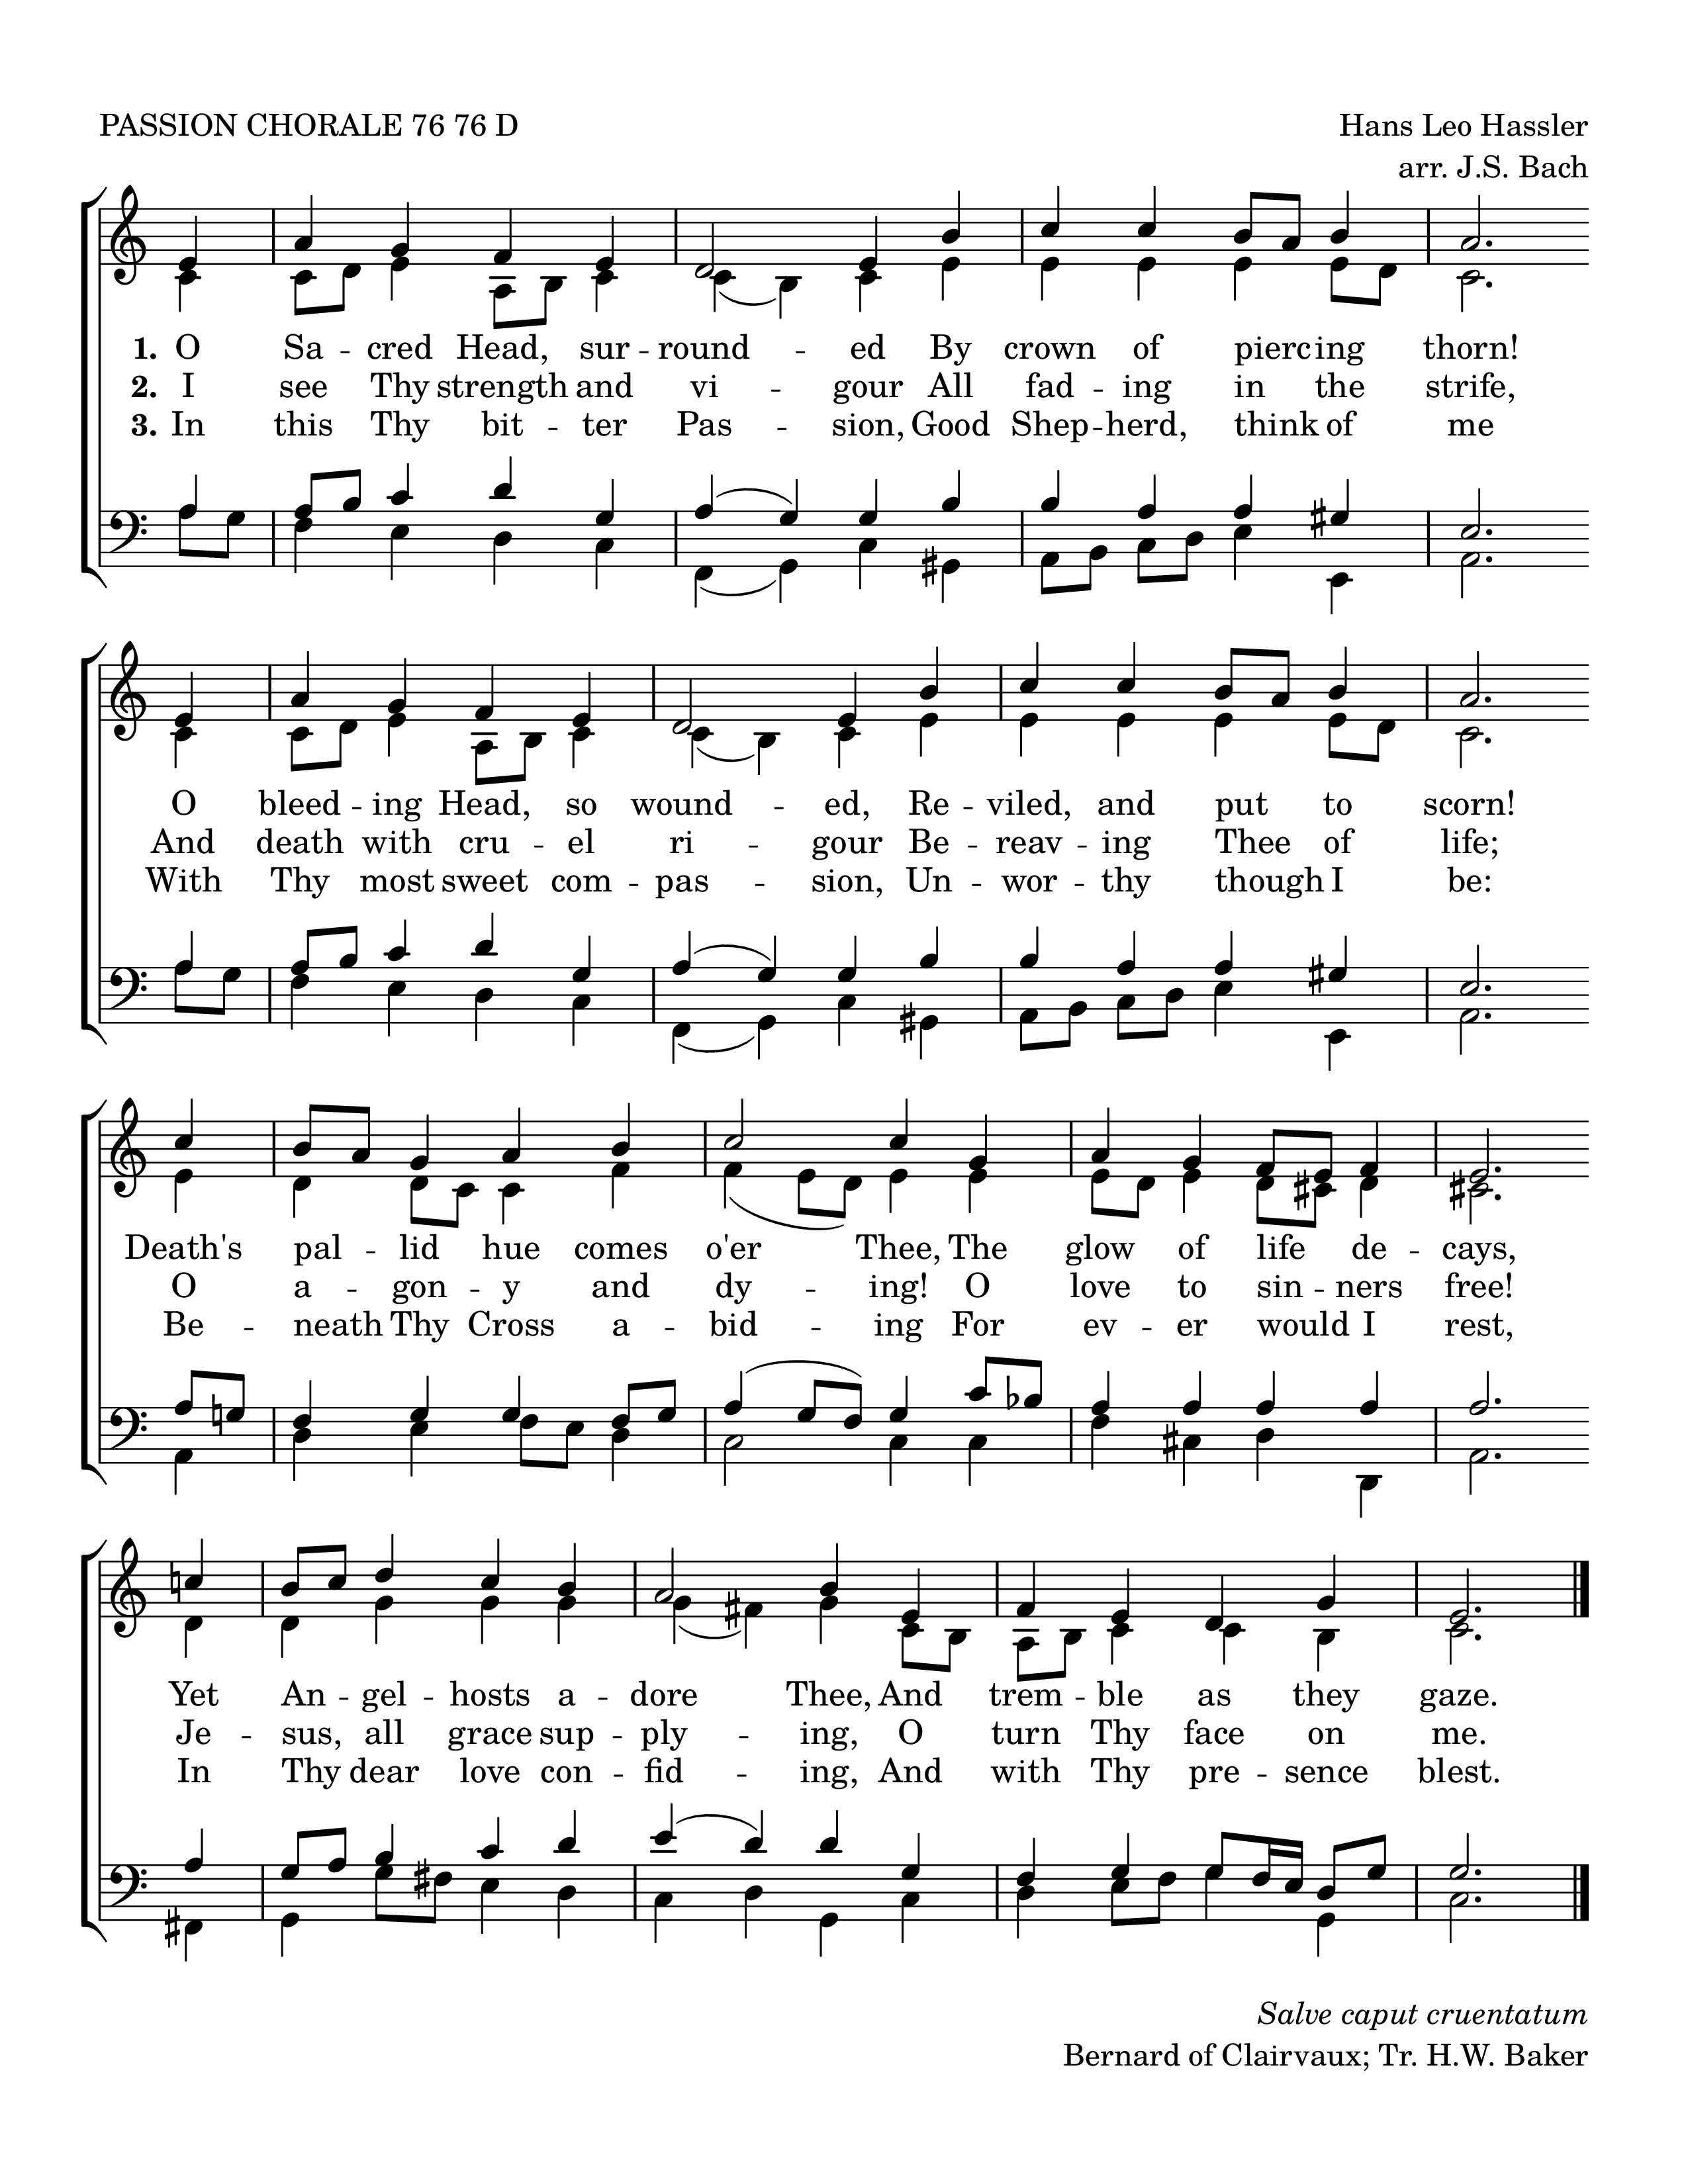 PASSION CHORALE 76 76 D
Hans Leo Hassler
arr. J.S. Bach
1. O Sa -- cred Head, sur -- round -- ed By crown of pierc -- ing thorn!
2. I see Thy strength and vi -- gour All fad -- ing in the strife,
3. In this Thy bit -- ter Pas -- sion, Good Shep -- herd, think of me
O bleed -- ing Head, so wound -- ed, Re -- viled, and put to scorn!
And death with cru -- el ri -- gour Be -- reav -- ing Thee of life;
With Thy most sweet com -- pas -- sion, Un -- wor -- thy though I be:
Death's pal -- lid hue comes o'er Thee, The glow of life de -- cays,
O a -- gon -- y and dy -- ing! O love to sin -- ners free!
Be -- neath Thy Cross a -- bid -- ing For ev -- er would I rest,
Yet An -- gel -- hosts a -- dore Thee, And trem -- ble as they gaze.
Je -- sus, all grace sup -- ply -- ing, O turn Thy face on me.
In Thy dear love con -- fid -- ing, And with Thy pre -- sence blest.
Salve caput cruentatum
Bernard of Clairvaux; Tr. H.W. Baker